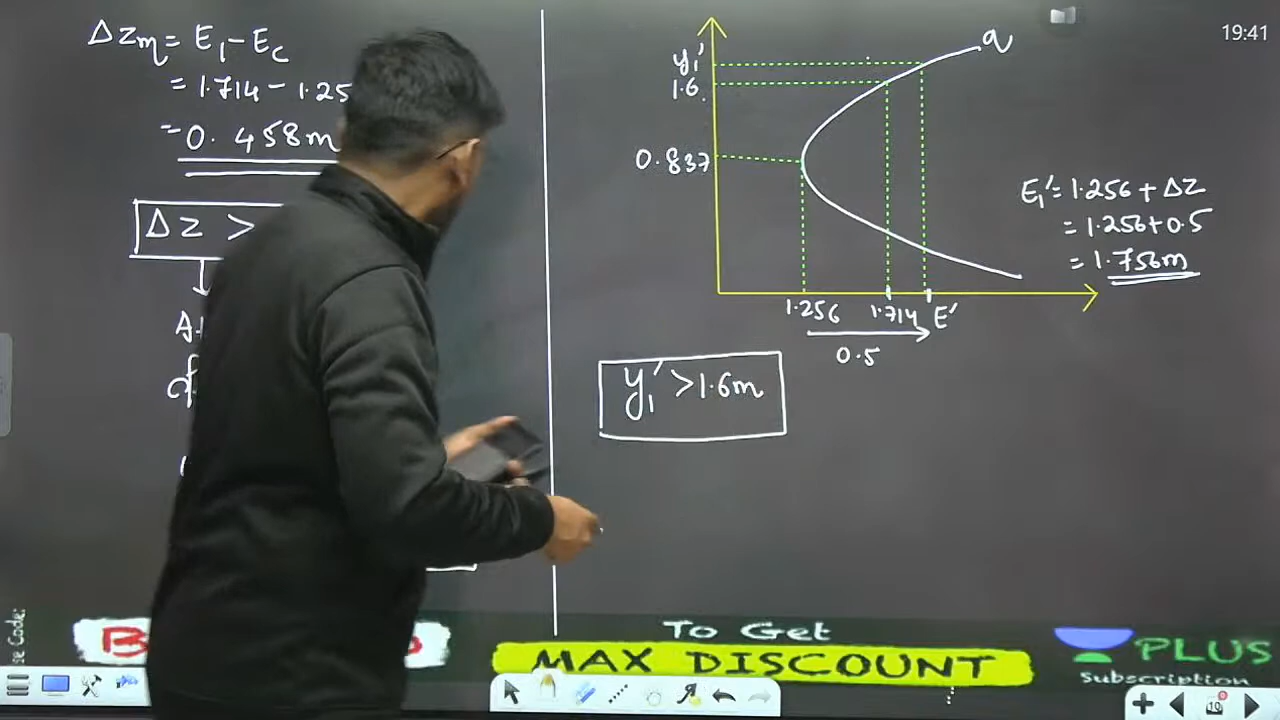 Δzm = E1 - Ec
= 1.714 - 1.25
= 0.458m
Δz >
19:41
q
y1'
1.6
0.837
1.256 1.714 E'
0.5
E1' = 1.256 + ΔZ
= 1.256 + 0.5
= 1.756m
y1' > 1.6m
To Get
MAX DISCOUNT
PLUS
Subscription
Code:
19